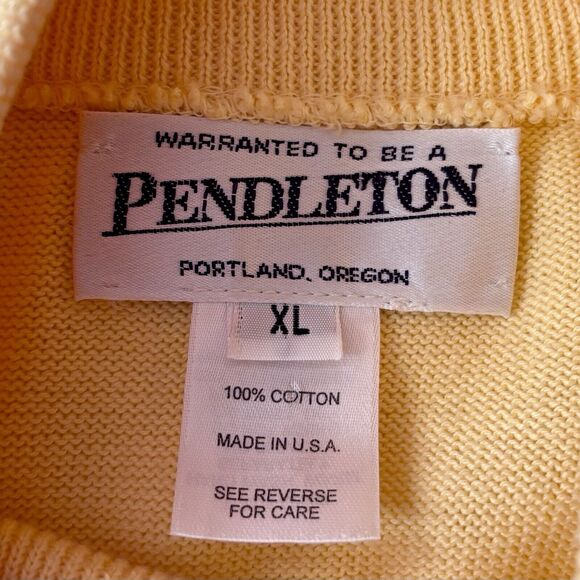 WARRANTED TO BE A
PENDLETON
PORTLAND, OREGON
XL
100% COTTON
MADE IN U.S.A.
SEE REVERSE
FOR CARE